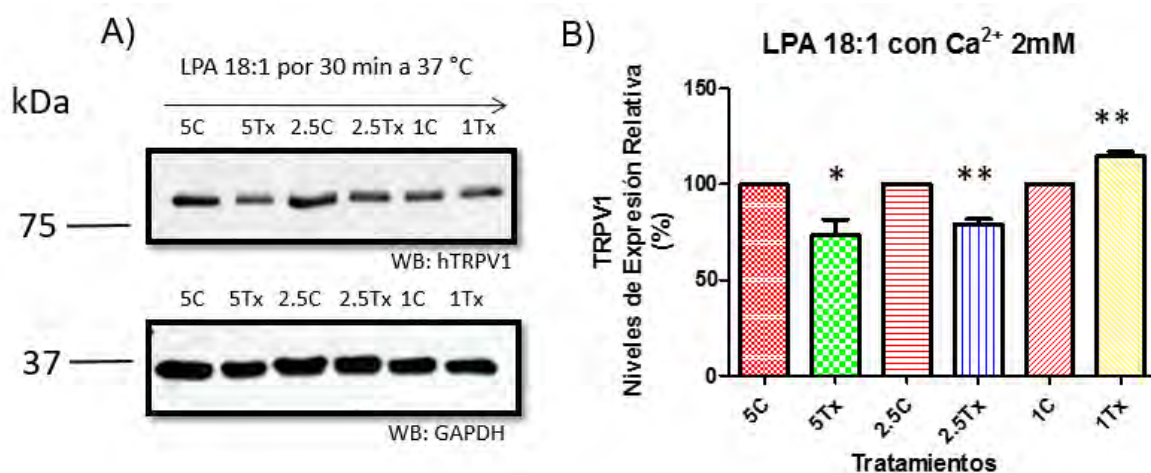 A)
LPA 18:1 por 30 min a 37 °C
kDa
5C 5Tx 2.5C 2.5Tx 1C 1Tx
75
WB: hTRPV1
5C 5Tx 2.5C 2.5Tx 1C 1Tx
37
WB: GAPDH
B)
LPA 18:1 con Ca²⁺ 2mM
TRPV1
Niveles de Expresión Relativa
(%)
150
100
50
0
* ** **
5C 5Tx 2.5C 2.5Tx 1C 1Tx
Tratamientos